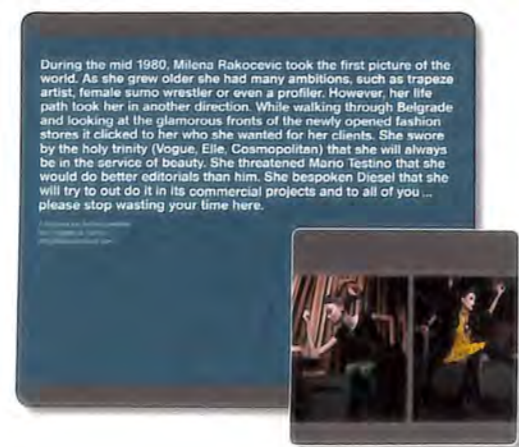 During the mid 1980, Milena Rakocevic took the first picture of the
world. As she grew older she had many ambitions, such as trapeze
artist, female sumo wrestler or even a profiler. However, her life
path took her in another direction. While walking through Belgrade
and looking at the glamorous fronts of the newly opened fashion
stores it clicked to her who she wanted for her clients. She swore
by the holy trinity (Vogue, Elle, Cosmopolitan) that she will always
be in the service of beauty. She threatened Mario Testino that she
would do better editorials than him. She bespoken Diesel that she
will try to out do it in its commercial projects and to all of you ...
please stop wasting your time here.